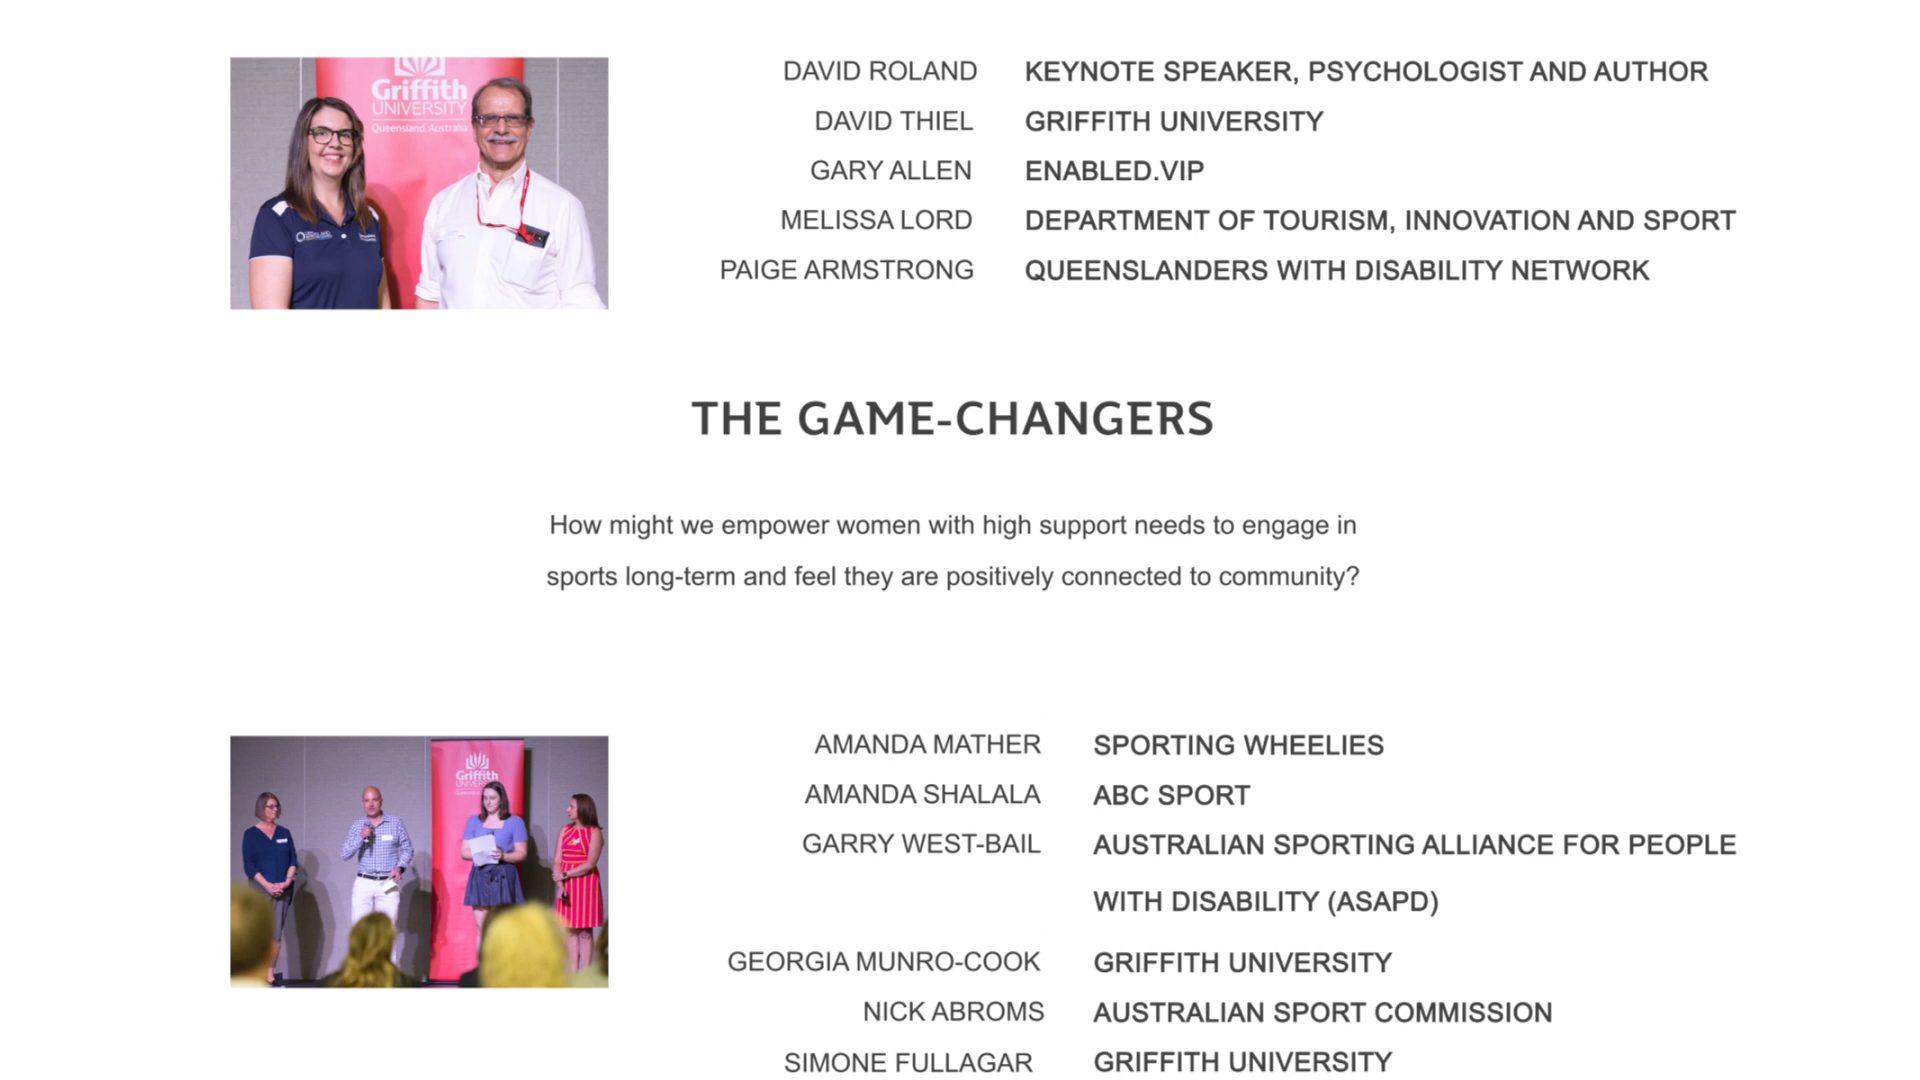 Griffith
UNIVERSITY
Queensland, Australia
DAVID ROLAND KEYNOTE SPEAKER, PSYCHOLOGIST AND AUTHOR
DAVID THIEL GRIFFITH UNIVERSITY
GARY ALLEN ENABLED.VIP
MELISSA LORD DEPARTMENT OF TOURISM, INNOVATION AND SPORT
PAIGE ARMSTRONG QUEENSLANDERS WITH DISABILITY NETWORK
THE GAME-CHANGERS
How might we empower women with high support needs to engage in
sports long-term and feel they are positively connected to community?
Griffith
AMANDA MATHER SPORTING WHEELIES
AMANDA SHALALA ABC SPORT
GARRY WEST-BAIL AUSTRALIAN SPORTING ALLIANCE FOR PEOPLE
WITH DISABILITY (ASAPD)
GEORGIA MUNRO-COOK GRIFFITH UNIVERSITY
NICK ABROMS AUSTRALIAN SPORT COMMISSION
SIMONE FULLAGAR GRIFFITH UNIVERSITY